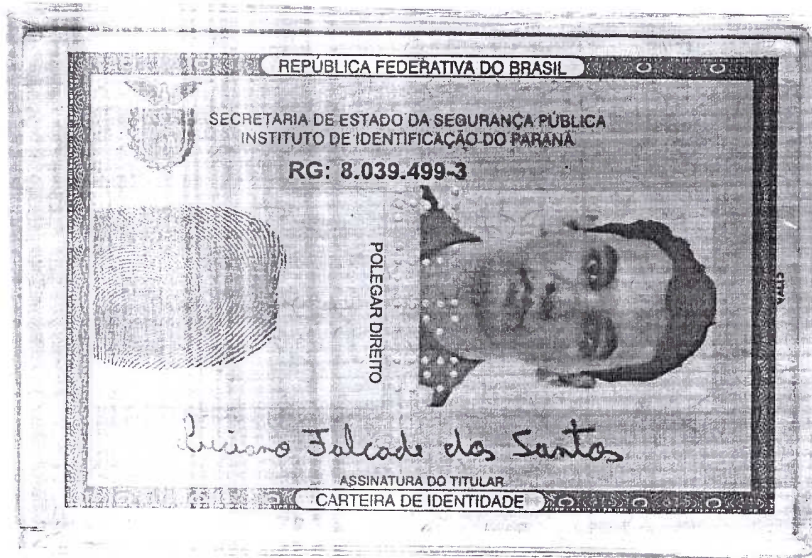 REPÚBLICA FEDERATIVA DO BRASIL
SECRETARIA DE ESTADO DA SEGURANÇA PÚBLICA
INSTITUTO DE IDENTIFICAÇÃO DO PARANÁ
RG: 8.039.499-3
POLEGAR DIREITO
Luciano Falcade dos Santos
ASSINATURA DO TITULAR
CARTEIRA DE IDENTIDADE